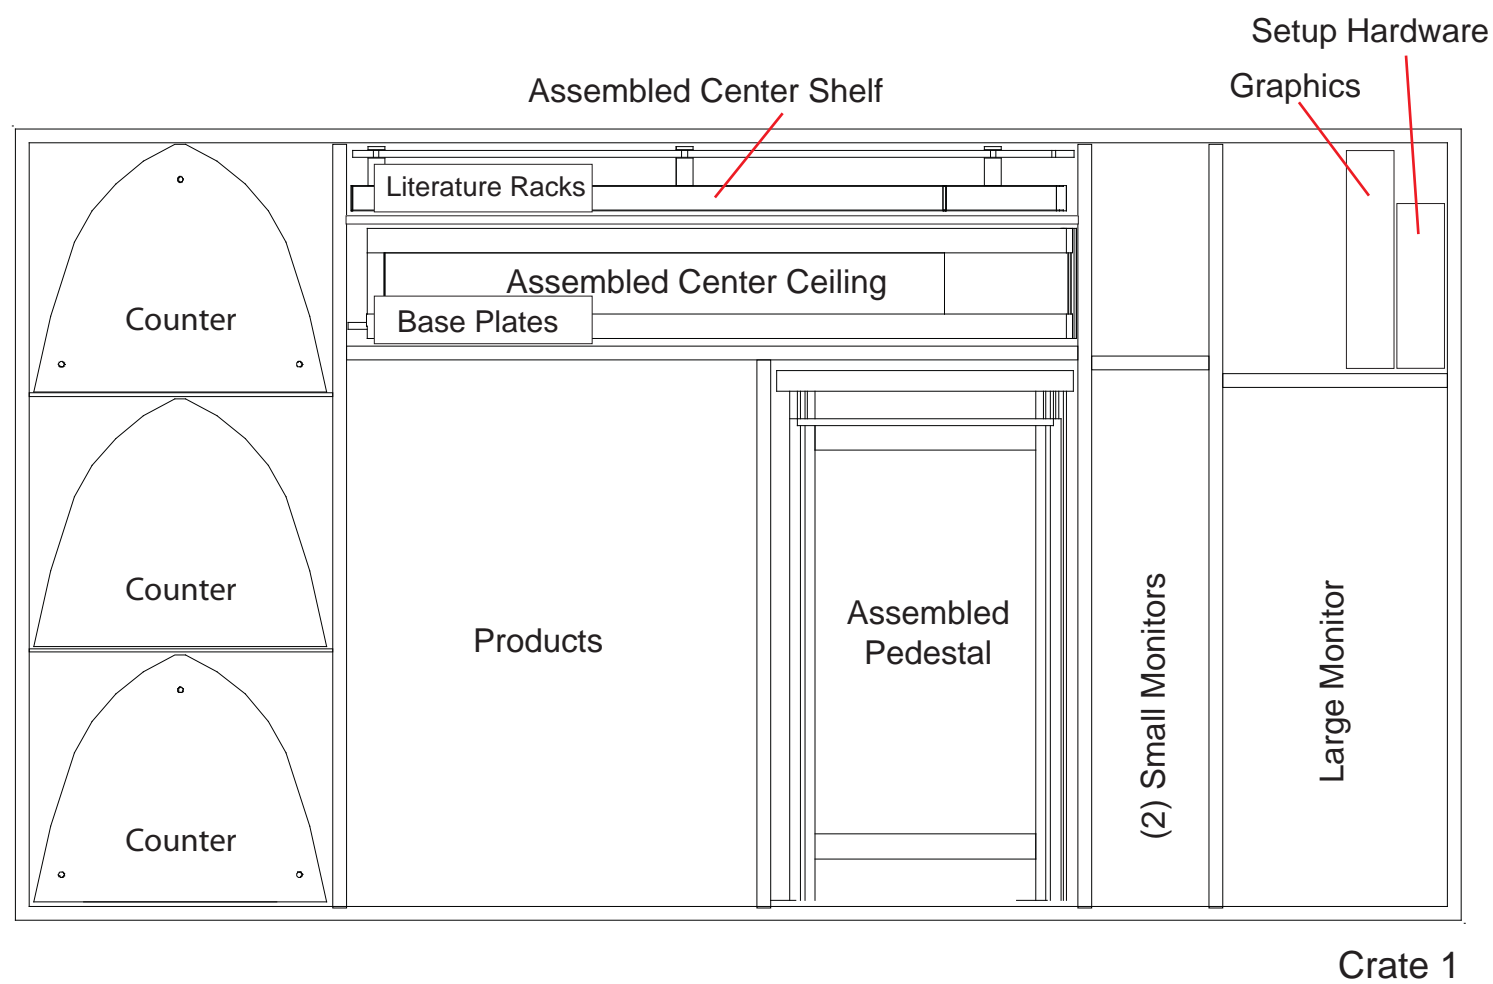 Setup Hardware
Graphics
Assembled Center Shelf
Literature Racks
Assembled Center Ceiling
Base Plates
Counter
Counter
Counter
Products
Assembled
Pedestal
(2) Small Monitors
Large Monitor
Crate 1